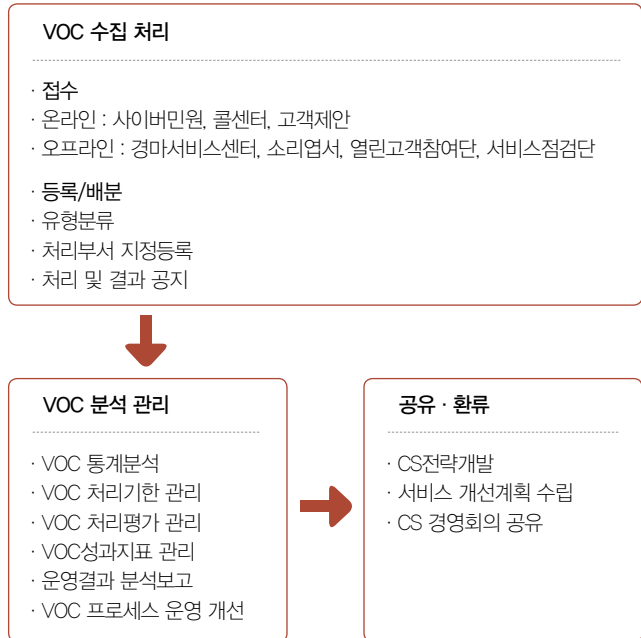 VOC 수집 처리
· 접수
· 온라인 : 사이버민원, 콜센터, 고객제안
· 오프라인 : 경마서비스센터, 소리엽서, 열린고객참여단, 서비스점검단
· 등록/배분
· 유형분류
· 처리부서 지정등록
· 처리 및 결과 공지
VOC 분석 관리
· VOC 통계분석
· VOC 처리기한 관리
· VOC 처리평가 관리
· VOC성과지표 관리
· 운영결과 분석보고
· VOC 프로세스 운영 개선
공유 · 환류
· CS전략개발
· 서비스 개선계획 수립
· CS 경영회의 공유